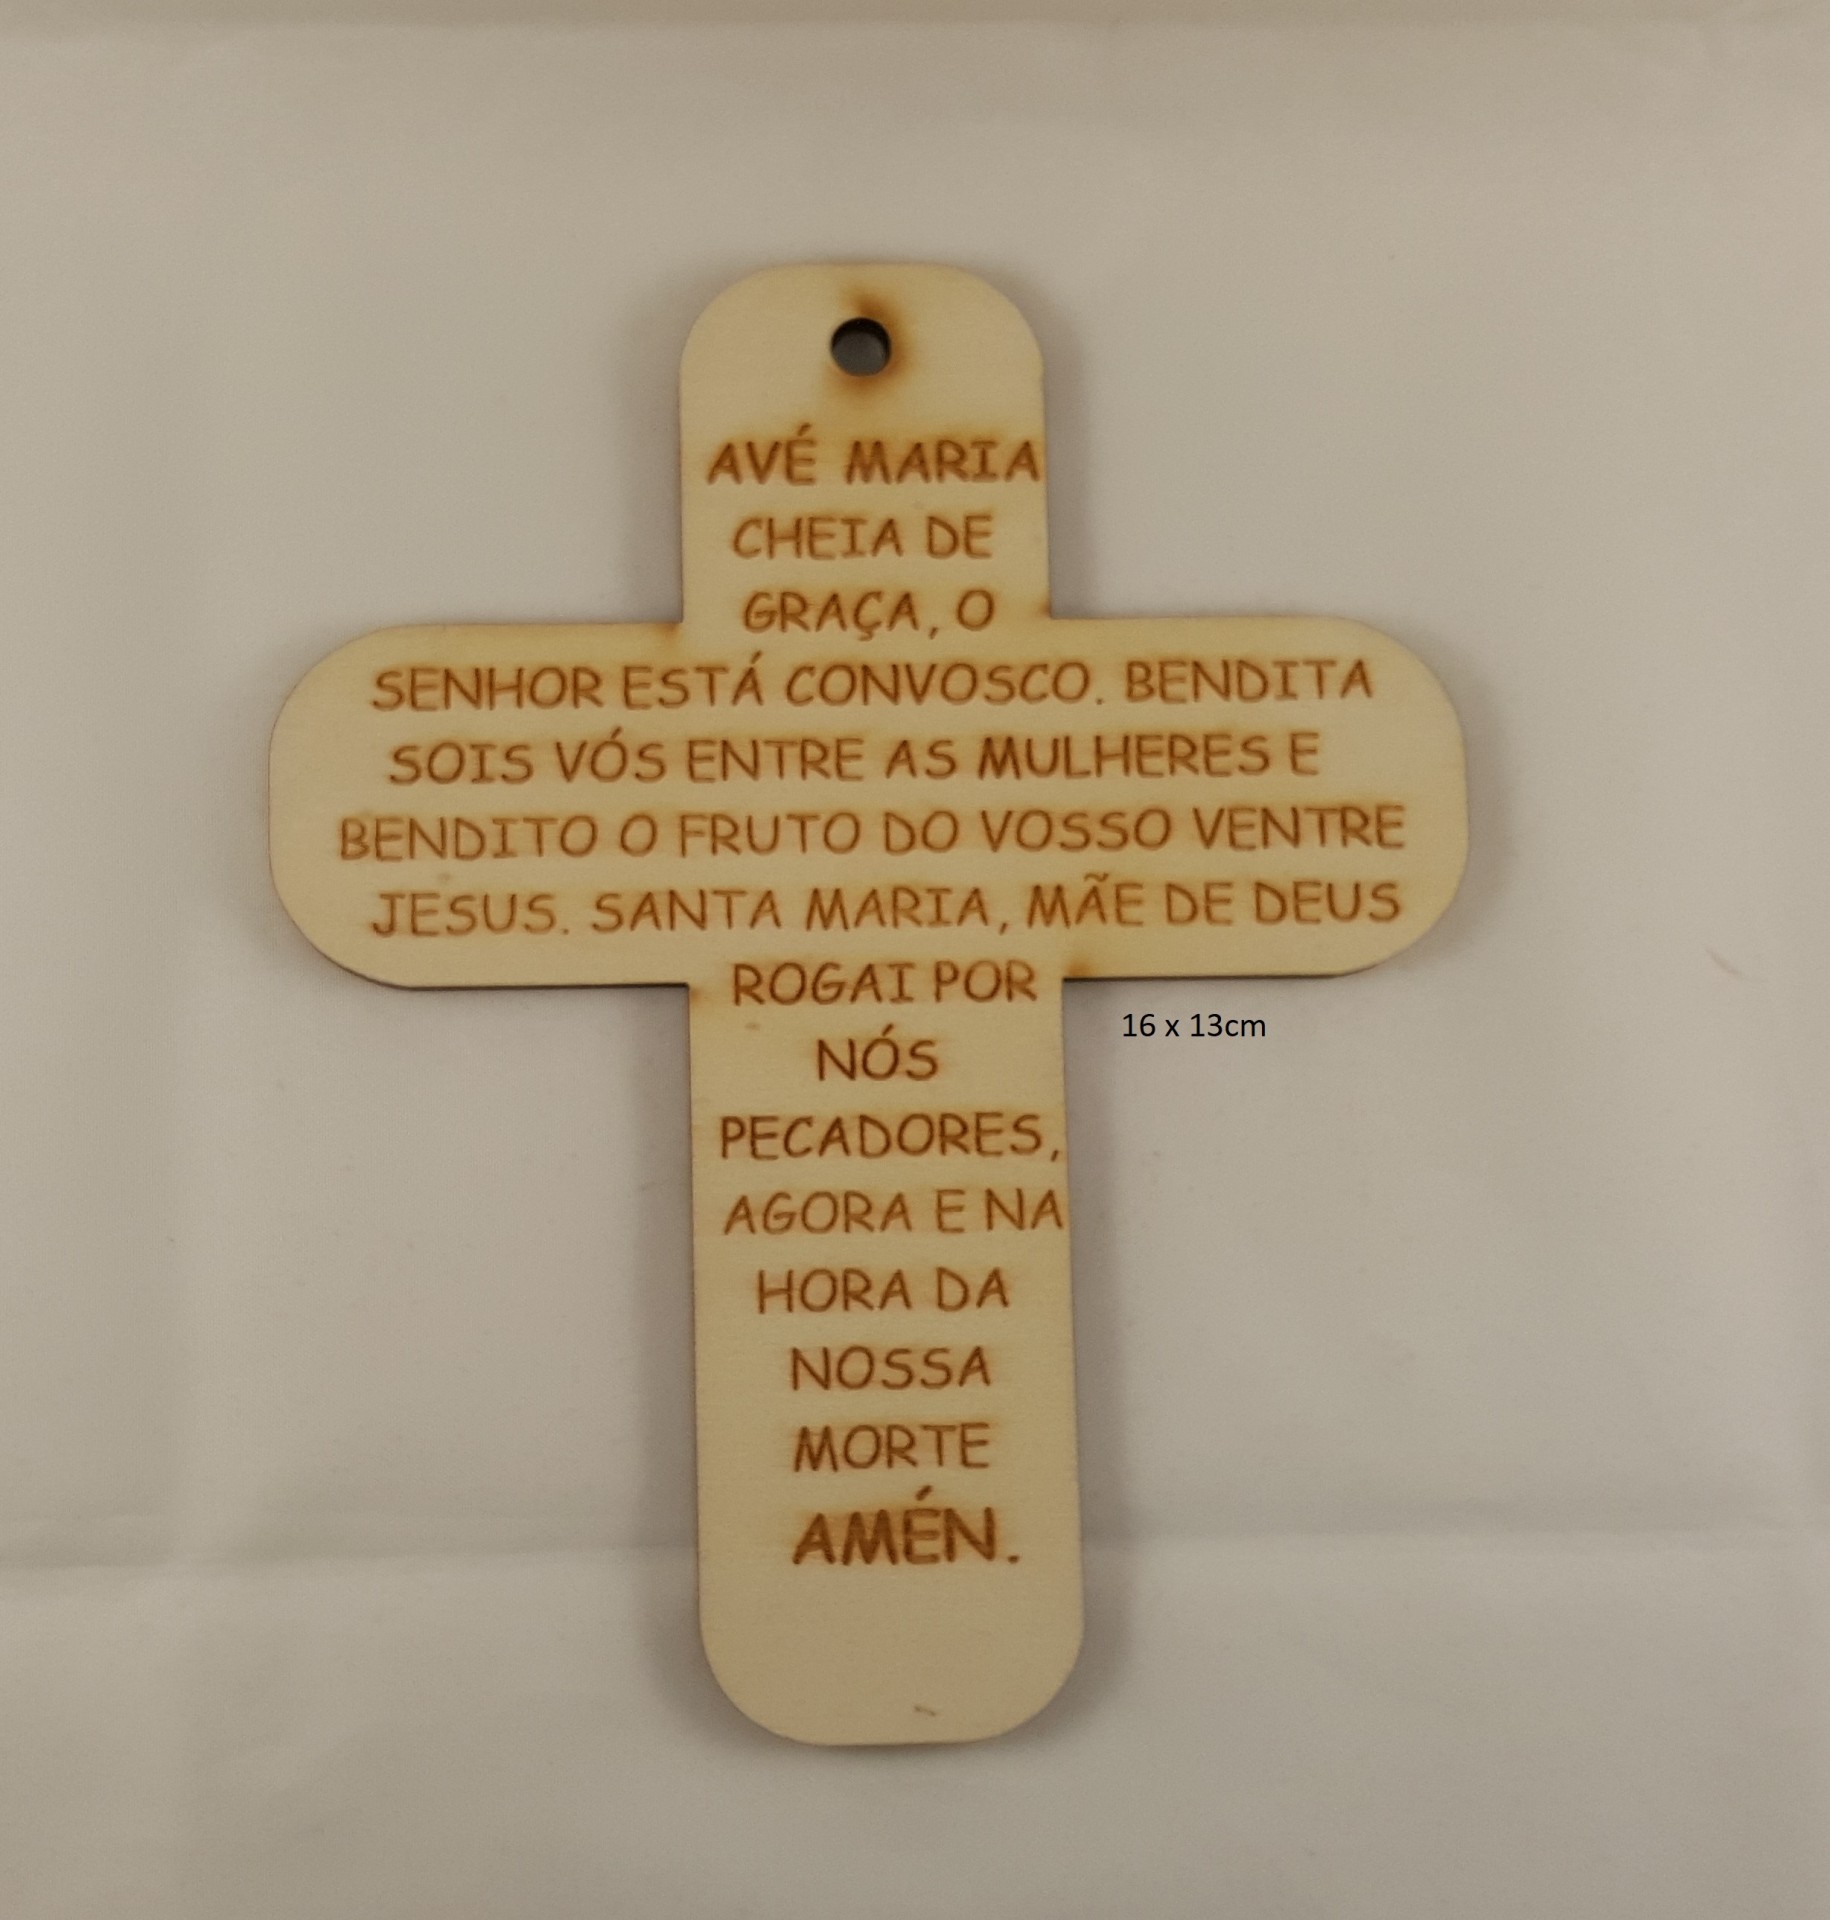 AVÉ MARIA
CHEIA DE
GRAÇA, O
SENHOR ESTÁ CONVOSCO. BENDITA
SOIS VÓS ENTRE AS MULHERES E
BENDITO O FRUTO DO VOSSO VENTRE
JESUS. SANTA MARIA, MÃE DE DEUS
ROGAI POR
NÓS
PECADORES,
AGORA E NA
HORA DA
NOSSA
MORTE
AMÉN.
16 x 13cm